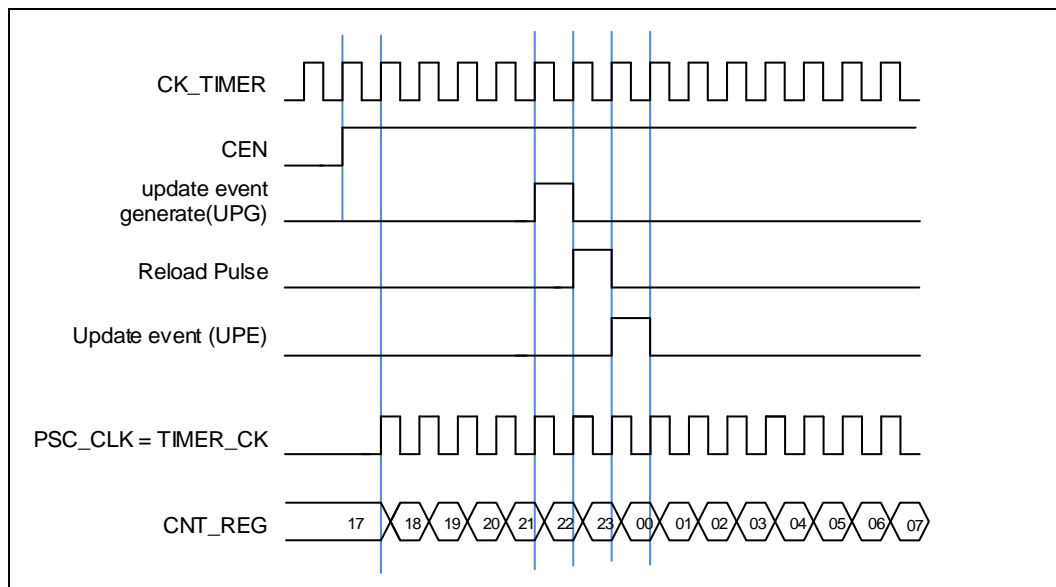 CK_TIMER
CEN
update event
generate(UPG)
Reload Pulse
Update event (UPE)
PSC_CLK = TIMER_CK
CNT_REG 17 18 19 20 21 22 23 00 01 02 03 04 05 06 07